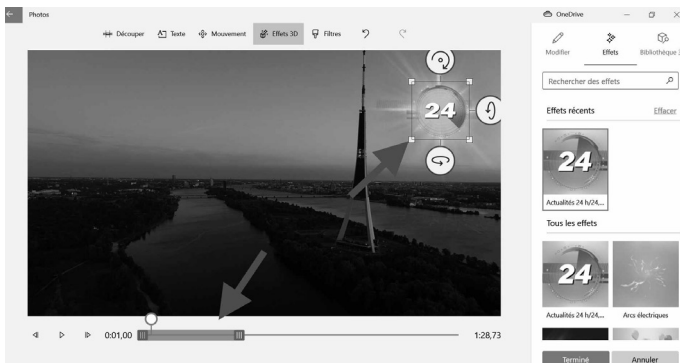 Photos
OneDrive
Découper
Texte
Mouvement
Effets 3D
Filtres
Modifier
Effets
Bibliothèque
Rechercher des effets
Effets récents
Effacer
24
24
Actualités 24 h/24,...
Tous les effets
24
Actualités 24 h/24,...
Arcs électriques
0:01,00
1:28,73
Terminé
Annuler